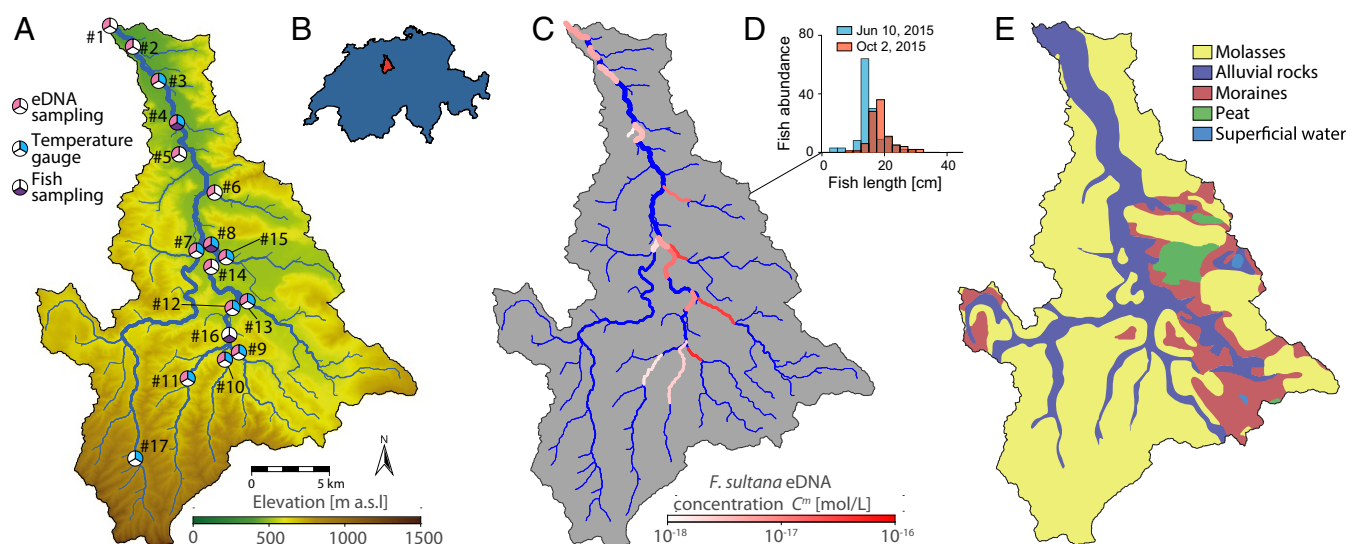 A
B
C
D
E
#1
#2
#3
#4
#5
#6
#7
#8
#15
#14
#12
#13
#16
#9
#10
#11
#17
eDNA
sampling
Temperature
gauge
Fish
sampling
N
0 5 km
Elevation [m a.s.l]
0 500 1000 1500
F. sultana eDNA
concentration Cᵐ [mol/L]
10⁻¹⁸ 10⁻¹⁷ 10⁻¹⁶
Jun 10, 2015
Oct 2, 2015
Fish abundance
80
40
0
0 20 40
Fish length [cm]
Molasses
Alluvial rocks
Moraines
Peat
Superficial water